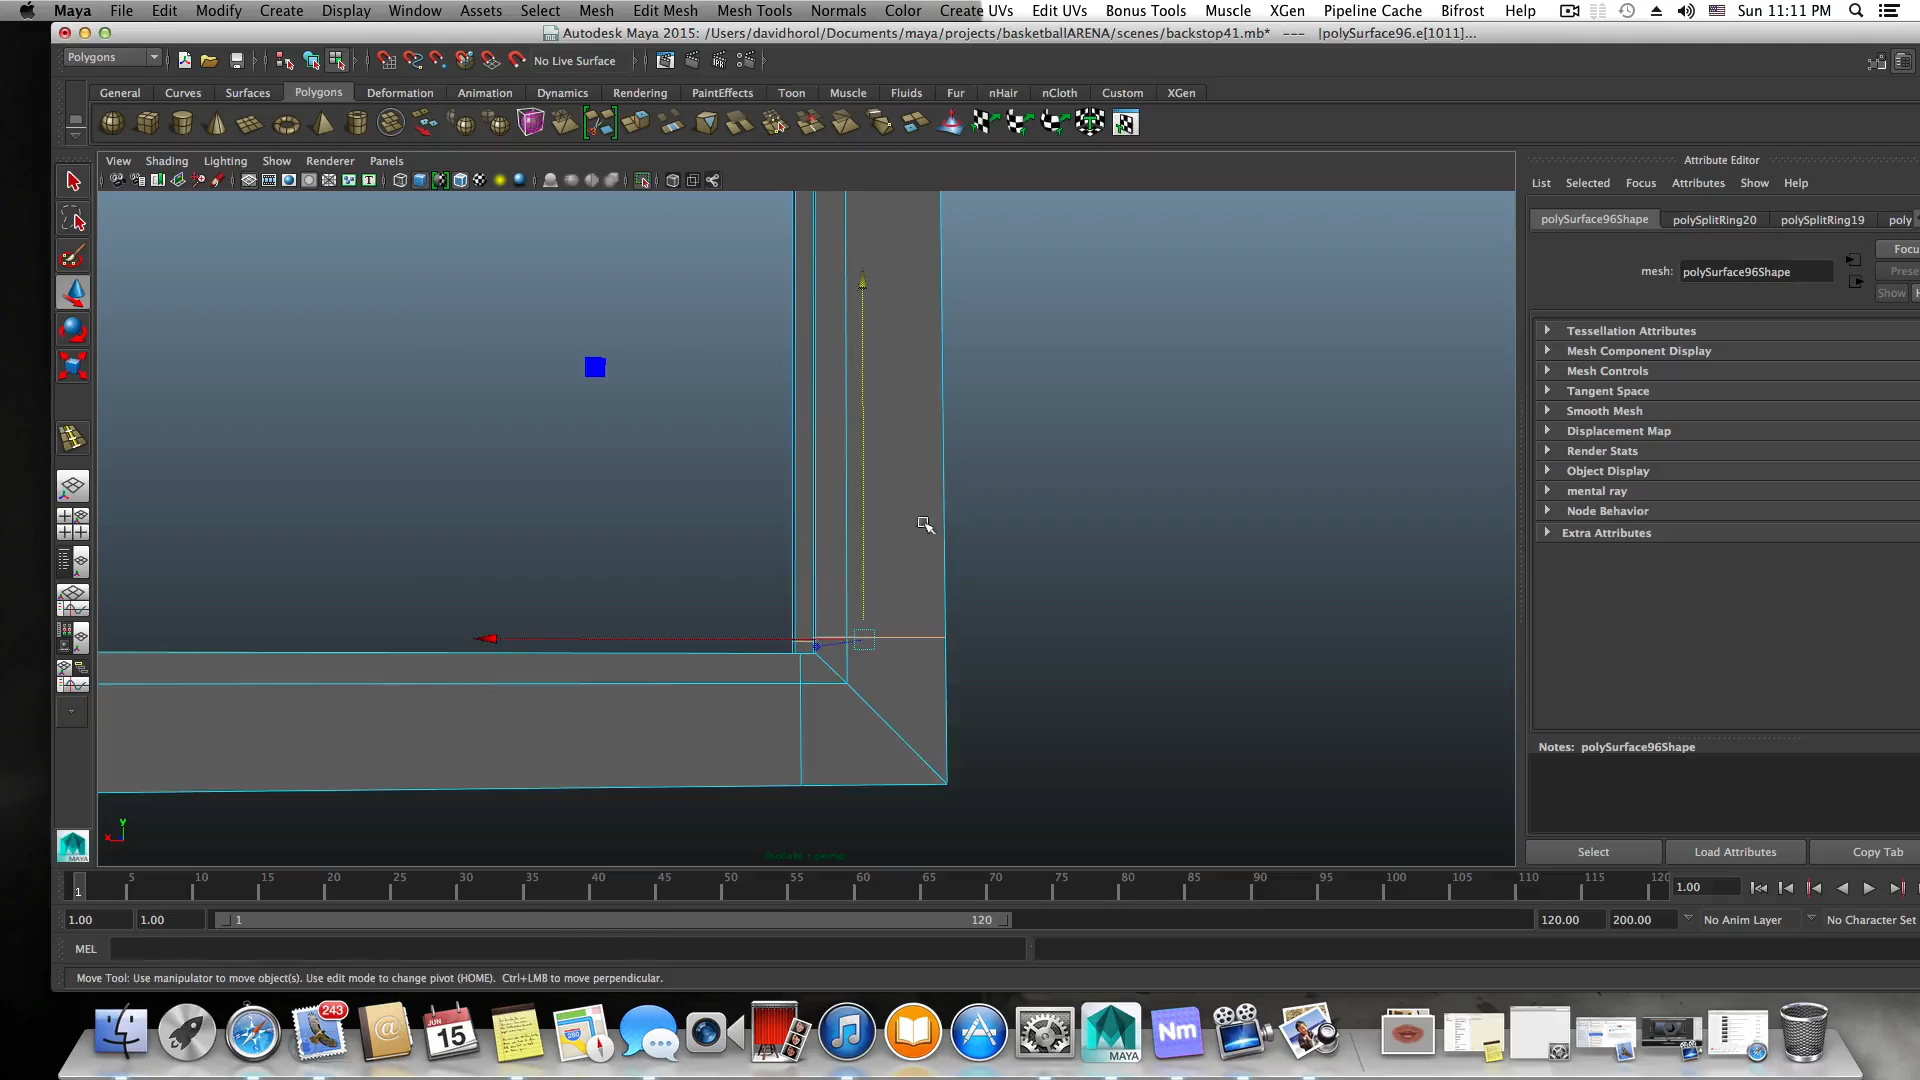 Maya File Edit Modify Create Display Window Assets Select Mesh Edit Mesh Mesh Tools Normals Color Create UVs Edit UVs Bonus Tools Muscle XGen Pipeline Cache Bifrost Help Sun 11:11 PM
Autodesk Maya 2015: /Users/davidhorol/Documents/maya/projects/basketballARENA/scenes/backstop41.mb* --- |polySurface96.e[1011]...
Polygons No Live Surface
General Curves Surfaces Polygons Deformation Animation Dynamics Rendering PaintEffects Toon Muscle Fluids Fur nHair nCloth Custom XGen
View Shading Lighting Show Renderer Panels
Attribute Editor
List Selected Focus Attributes Show Help
polySurface96Shape polySplitRing20 polySplitRing19 poly
Focu
mesh: polySurface96Shape
Prese
Show H
Tessellation Attributes
Mesh Component Display
Mesh Controls
Tangent Space
Smooth Mesh
Displacement Map
Render Stats
Object Display
mental ray
Node Behavior
Extra Attributes
Notes: polySurface96Shape
Select Load Attributes Copy Tab
y
x
MAYA
1 5 10 15 20 25 30 35 40 45 50 55 60 65 70 75 80 85 90 95 100 105 110 115 120 1.00
1.00 1.00 1 120 120.00 200.00 No Anim Layer No Character Set
MEL
Move Tool: Use manipulator to move object(s). Use edit mode to change pivot (HOME). Ctrl+LMB to move perpendicular.
243
JUN
15
MAYA
Nm